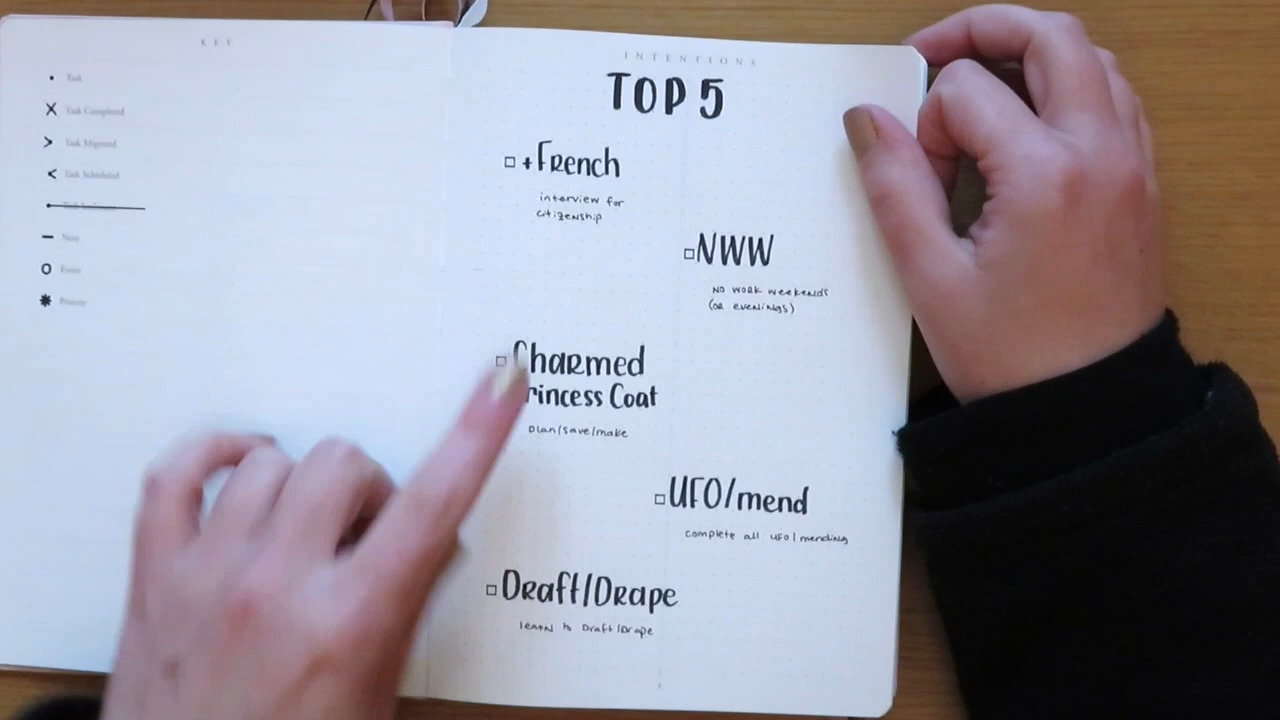 KEY
• Task
X Task Completed
> Task Migrated
< Task Scheduled
– Note
O Event
✱ Priority
INTENTIONS
TOP 5
□ + French
interview for
citizenship
□ NWW
NO WORK weekends
(or evenings)
□ Charmed
rincess Coat
plan/save/make
□ UFO/mend
complete all UFO/mending
□ Draft/Drape
learn to Draft/Drape